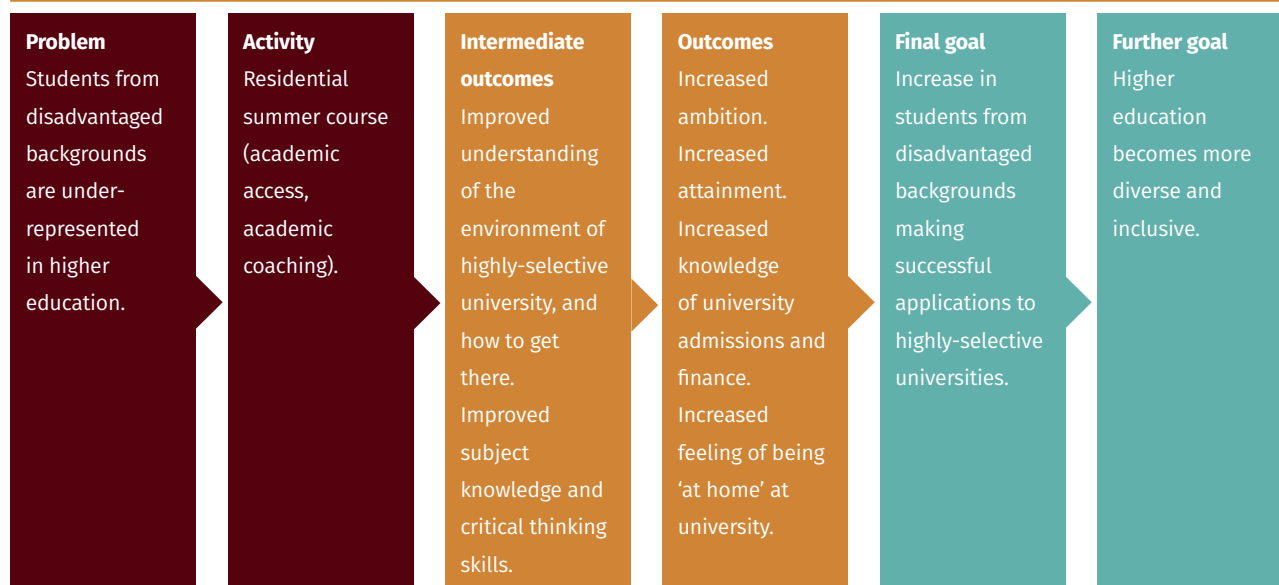 Problem
Students from
disadvantaged
backgrounds
are under-
represented
in higher
education.
Activity
Residential
summer course
(academic
access,
academic
coaching).
Intermediate
outcomes
Improved
understanding
of the
environment of
highly-selective
university, and
how to get
there.
Improved
subject
knowledge and
critical thinking
skills.
Outcomes
Increased
ambition.
Increased
attainment.
Increased
knowledge
of university
admissions and
finance.
Increased
feeling of being
‘at home’ at
university.
Final goal
Increase in
students from
disadvantaged
backgrounds
making
successful
applications to
highly-selective
universities.
Further goal
Higher
education
becomes more
diverse and
inclusive.